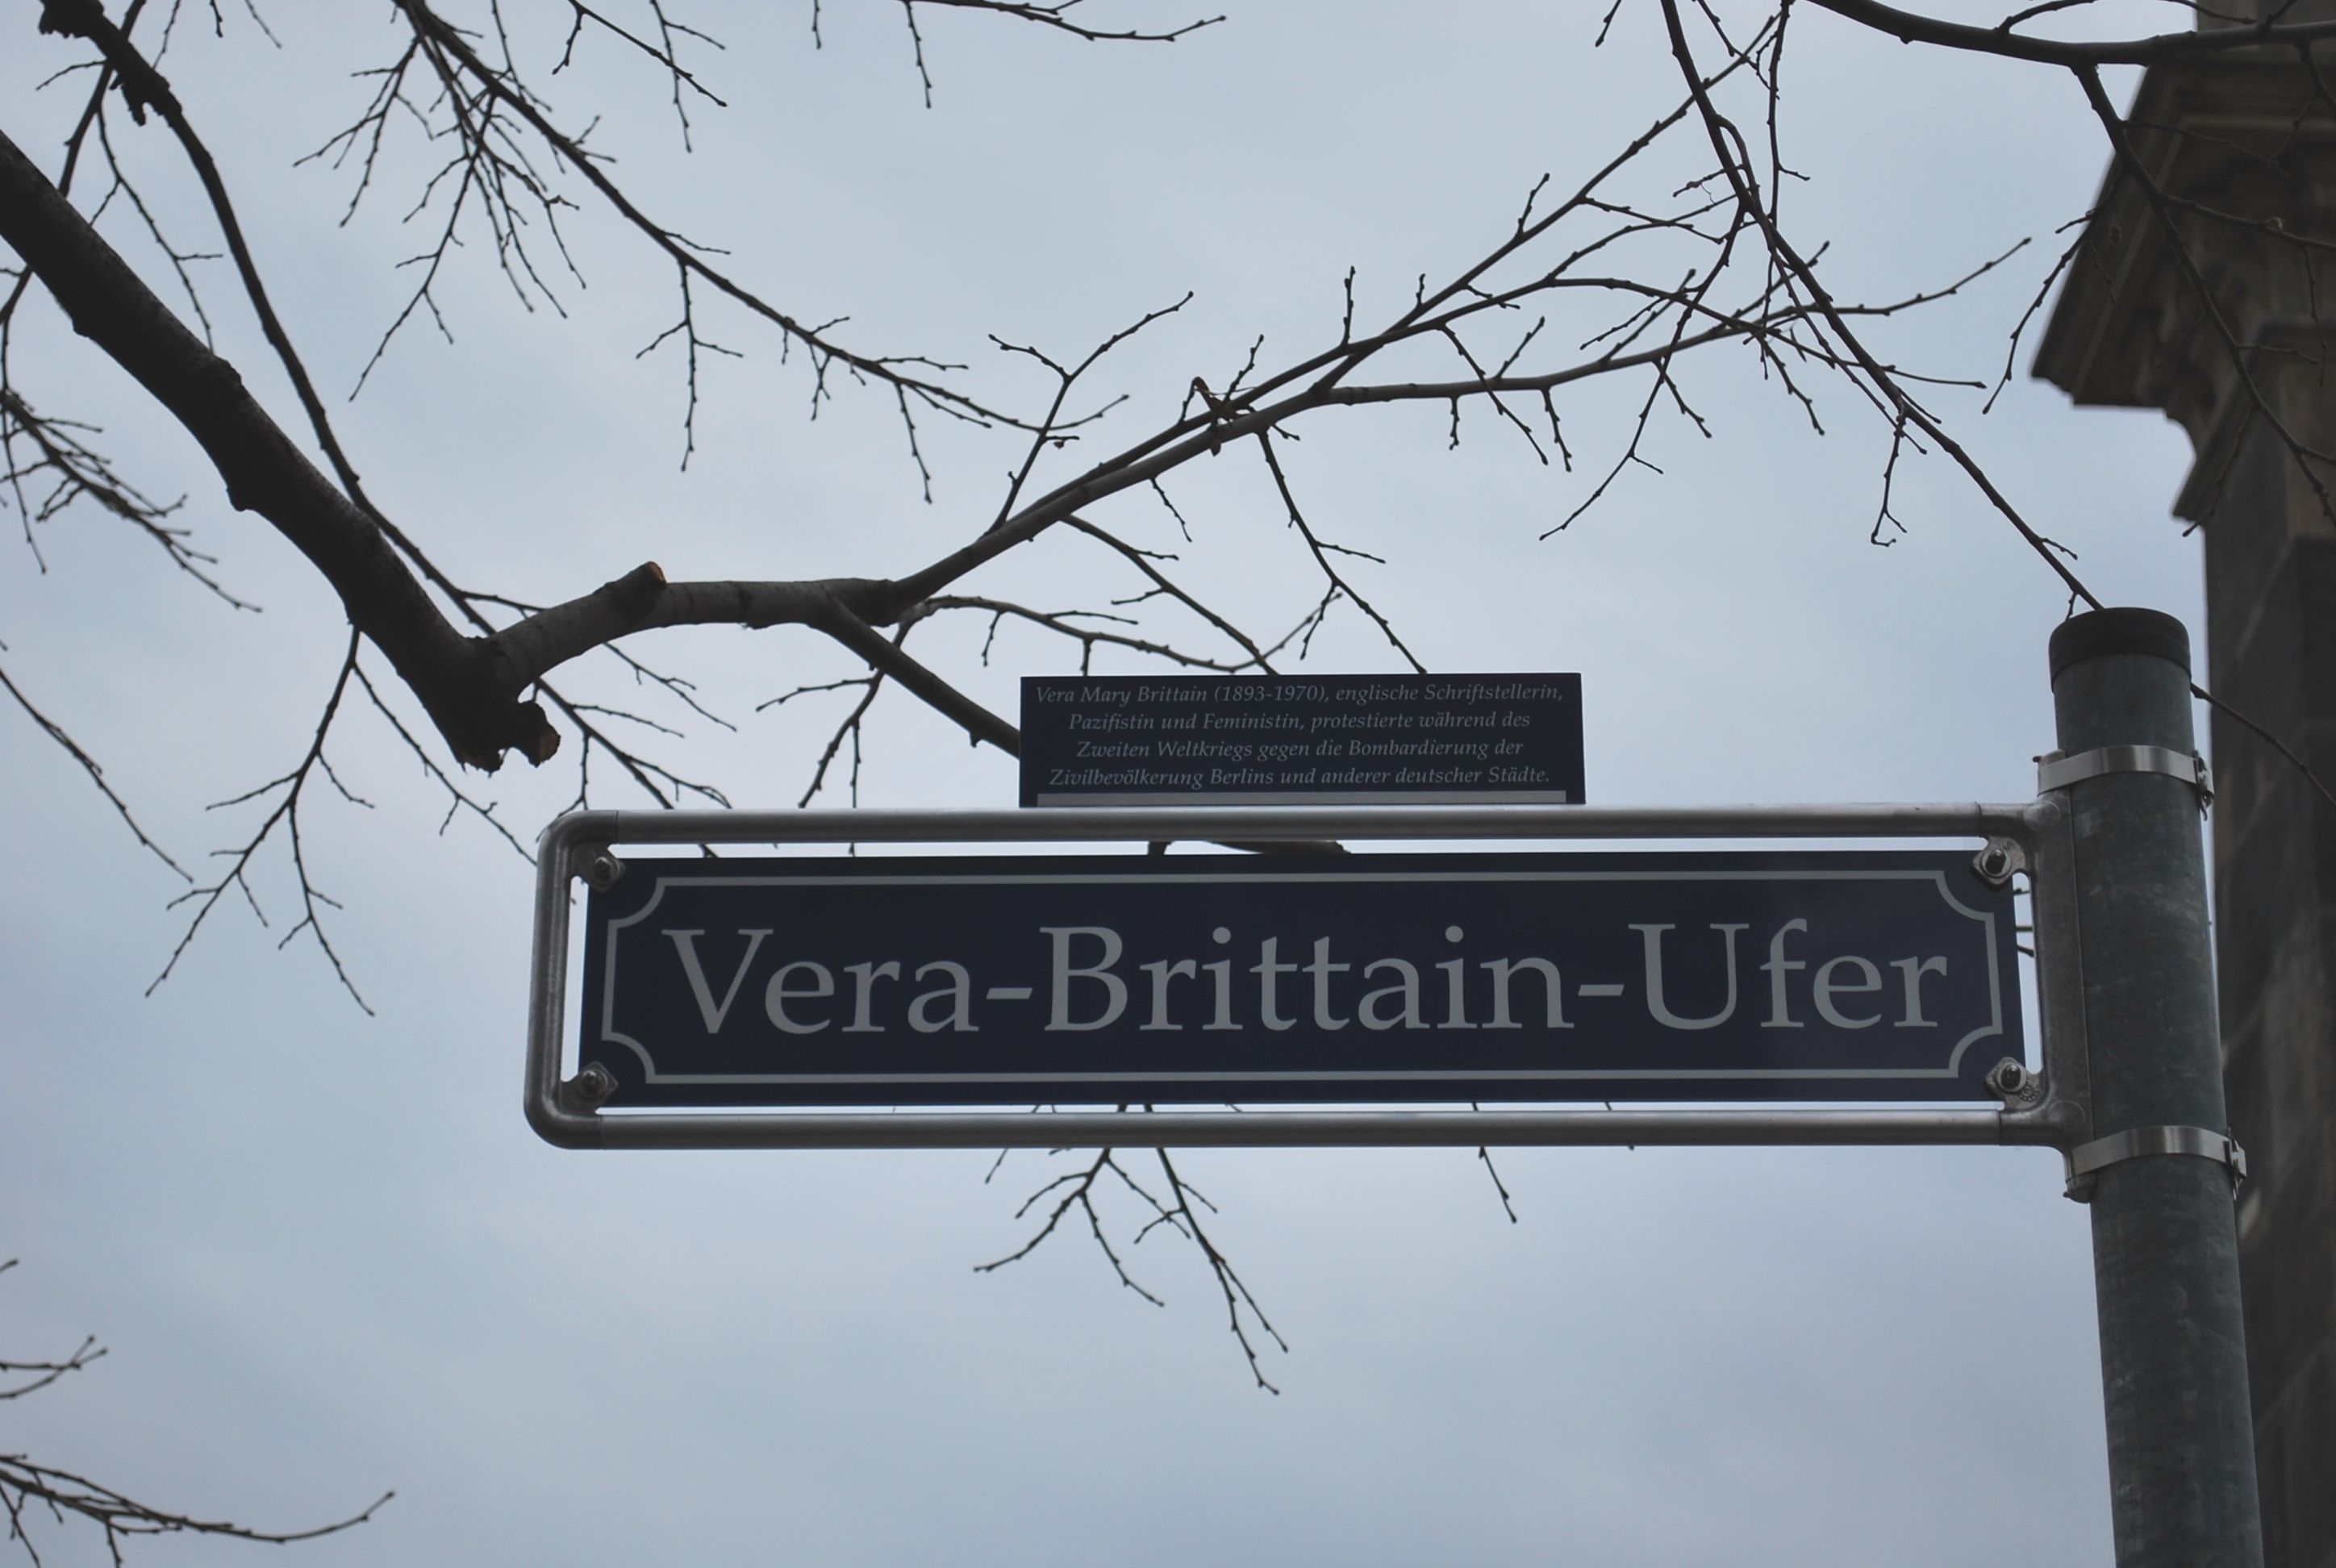 Vera Mary Brittain (1893-1970), englische Schriftstellerin,
Pazifistin und Feministin, protestierte während des
Zweiten Weltkriegs gegen die Bombardierung der
Zivilbevölkerung Berlins und anderer deutscher Städte.
Vera-Brittain-Ufer